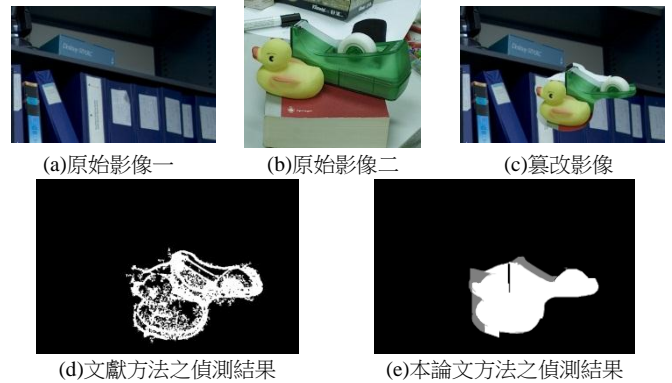 (a)原始影像一
(b)原始影像二
(c)篡改影像
(d)文獻方法之偵測結果
(e)本論文方法之偵測結果